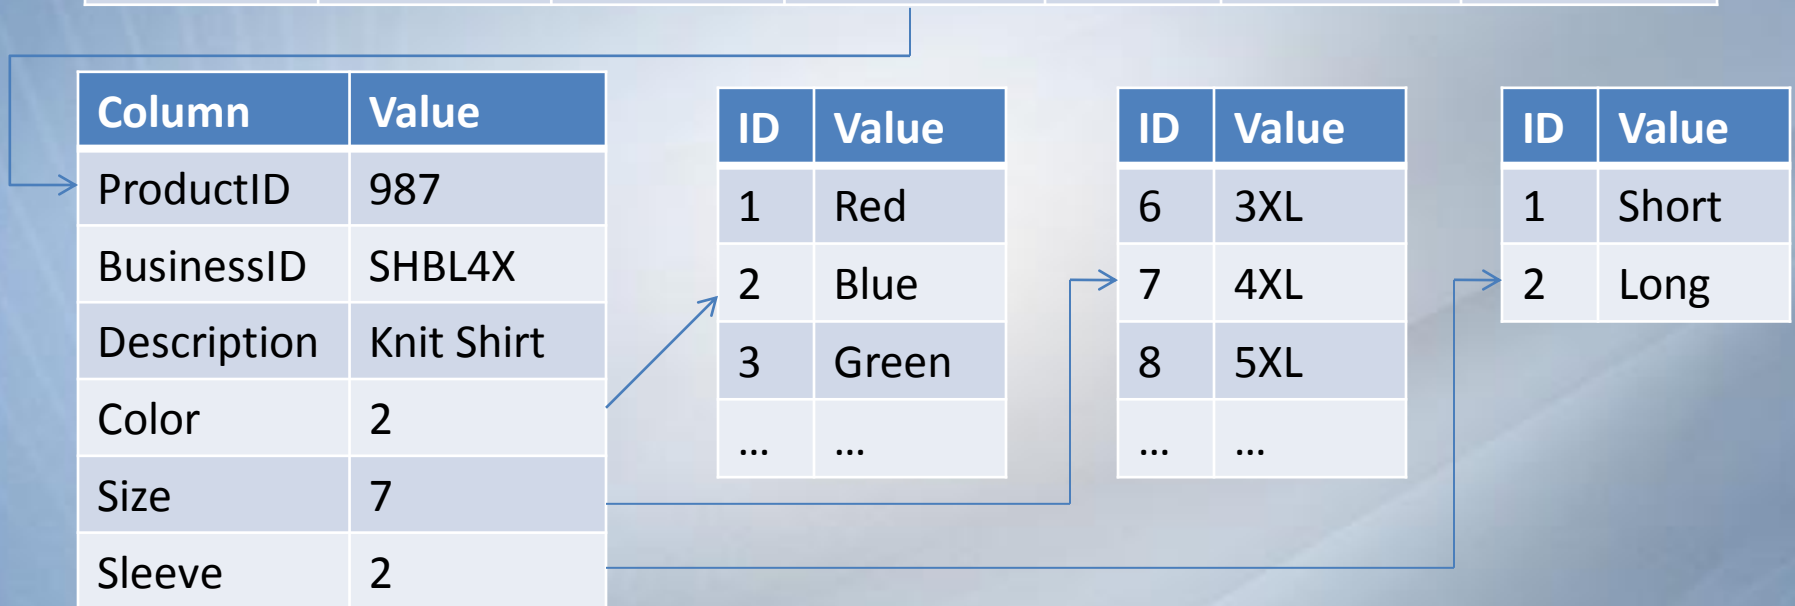 Column Value
ProductID 987
BusinessID SHBL4X
Description Knit Shirt
Color 2
Size 7
Sleeve 2
ID Value
1 Red
2 Blue
3 Green
... ...
ID Value
6 3XL
7 4XL
8 5XL
... ...
ID Value
1 Short
2 Long